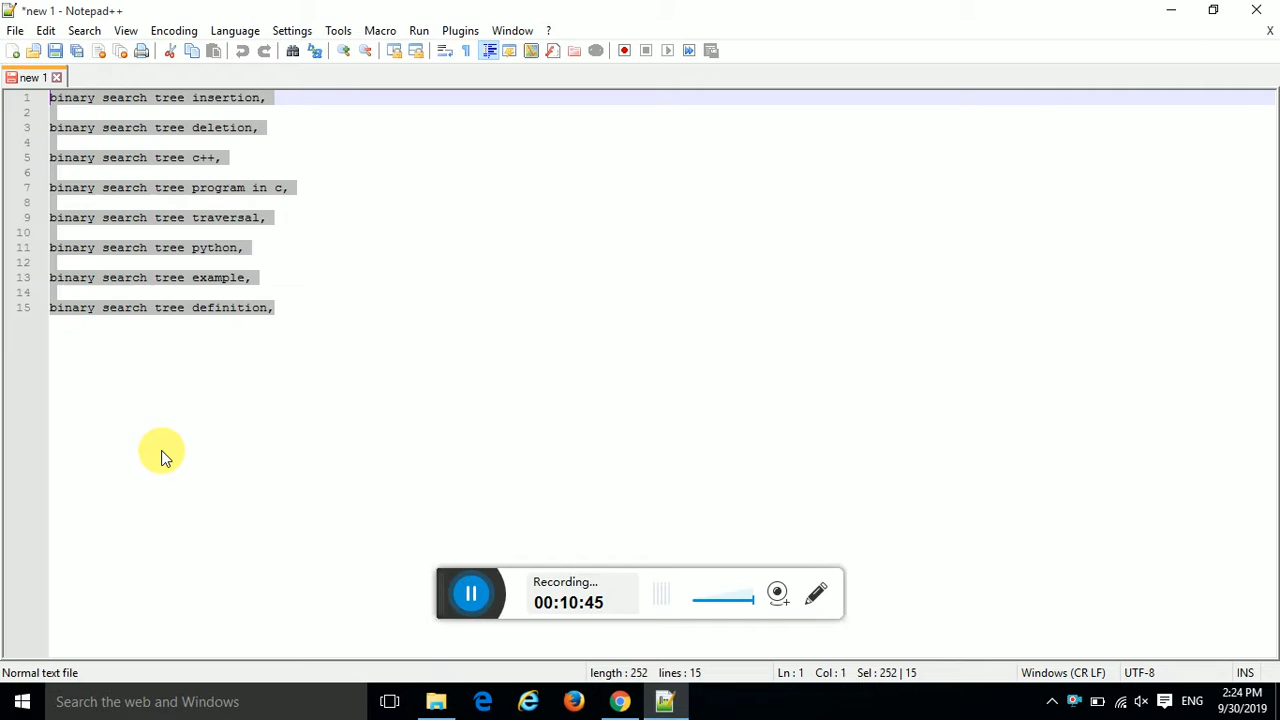 *new 1 - Notepad++
File Edit Search View Encoding Language Settings Tools Macro Run Plugins Window ? X
new 1
1 binary search tree insertion,
2
3 binary search tree deletion,
4
5 binary search tree c++,
6
7 binary search tree program in c,
8
9 binary search tree traversal,
10
11 binary search tree python,
12
13 binary search tree example,
14
15 binary search tree definition,
Recording...
00:10:45
Normal text file length : 252 lines : 15 Ln : 1 Col : 1 Sel : 252 | 15 Windows (CR LF) UTF-8 INS
Search the web and Windows ENG 2:24 PM
9/30/2019